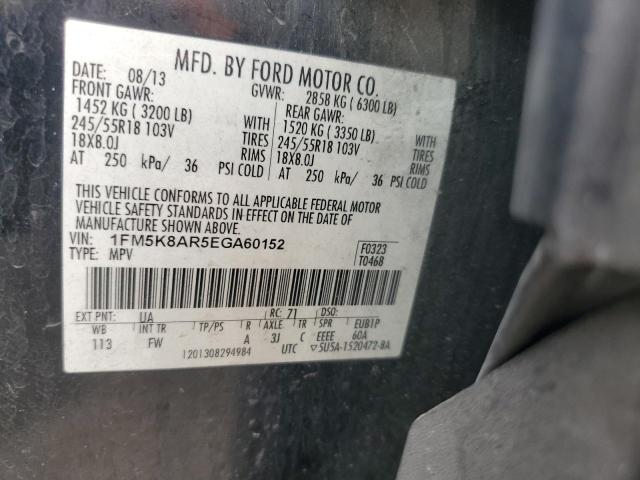 MFD. BY FORD MOTOR CO.
DATE: 08/13 GVWR: 2858 KG ( 6300 LB)
FRONT GAWR: REAR GAWR:
1452 KG ( 3200 LB) WITH 1520 KG ( 3350 LB) WITH
245/55R18 103V TIRES 245/55R18 103V TIRES
18X8.0J RIMS 18X8.0J RIMS
AT 250 kPa/ 36 PSI COLD AT 250 kPa/ 36 PSI COLD
THIS VEHICLE CONFORMS TO ALL APPLICABLE FEDERAL MOTOR
VEHICLE SAFETY STANDARDS IN EFFECT ON THE DATE OF
MANUFACTURE SHOWN ABOVE.
VIN: 1FM5K8AR5EGA60152 F0323
TYPE: MPV T0468
EXT PNT: UA RC: 71 DSO:
WB INT TR TP/PS R AXLE TR SPR EUB1P
113 FW A 3J C EEEE 60A
1201308294984 UTC ▽5U5A-1520472-BA